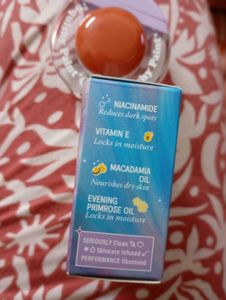 NIACINAMIDE
Reduces dark spots
VITAMIN E
Locks in moisture
MACADAMIA
OIL
Nourishes dry skin
EVENING
PRIMROSE OIL
Locks in moisture
SERIOUSLY Clean
Skincare Infused
PERFORMANCE Obsessed